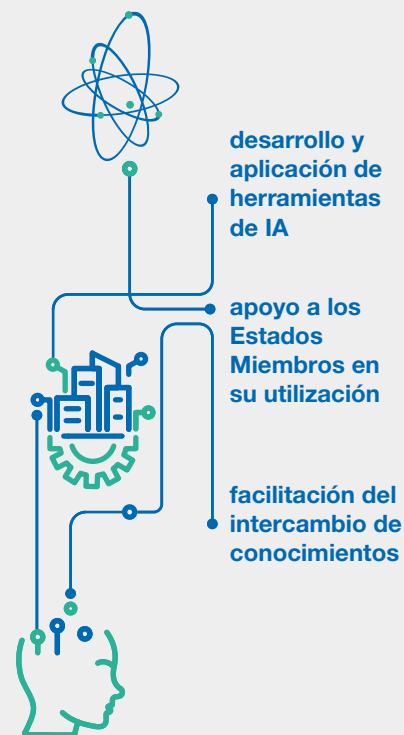 desarrollo y
aplicación de
herramientas
de IA
apoyo a los
Estados
Miembros en
su utilización
facilitación del
intercambio de
conocimientos